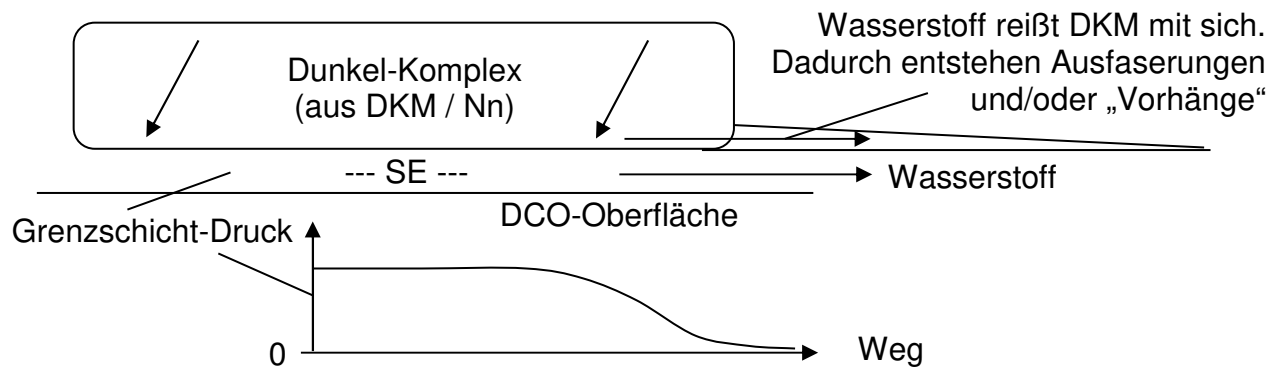 Wasserstoff reißt DKM mit sich.
Dadurch entstehen Ausfaserungen
und/oder „Vorhänge“
Dunkel-Komplex
(aus DKM / Nn)
--- SE ---
Wasserstoff
DCO-Oberfläche
Grenzschicht-Druck
0
Weg